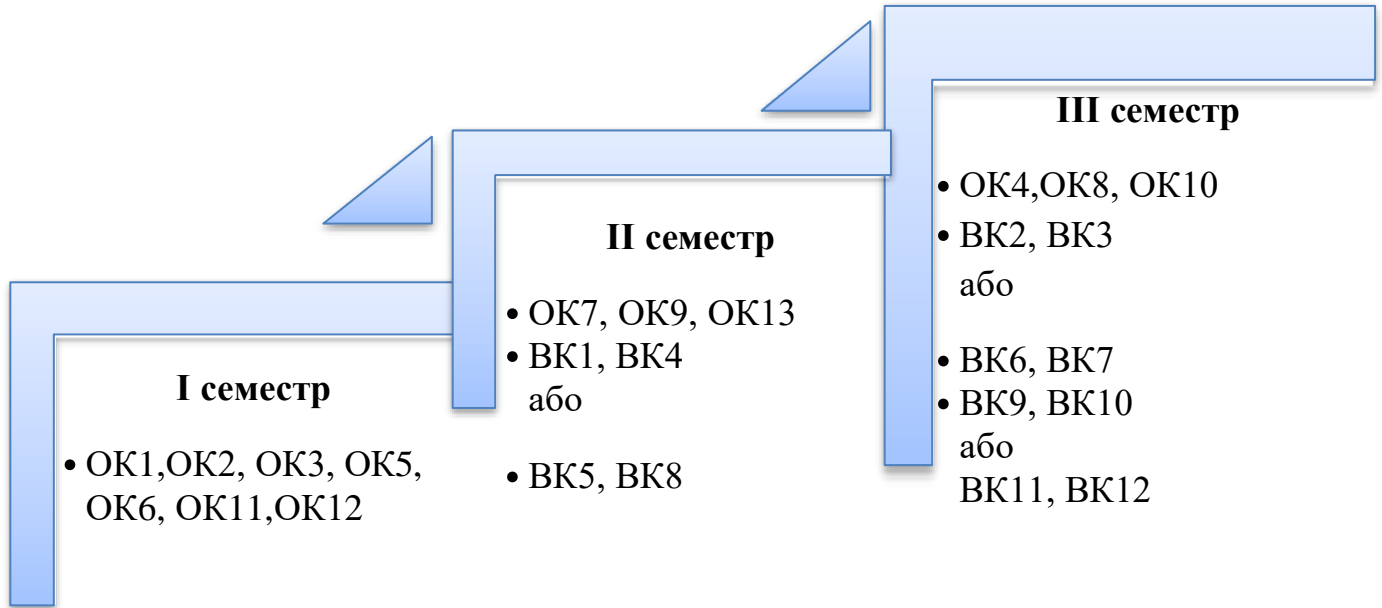 I семестр
• ОК1,ОК2, ОК3, ОК5,
ОК6, ОК11,ОК12
II семестр
• ОК7, ОК9, ОК13
• ВК1, ВК4
або
• ВК5, ВК8
III семестр
• ОК4,ОК8, ОК10
• ВК2, ВК3
або
• ВК6, ВК7
• ВК9, ВК10
або
ВК11, ВК12